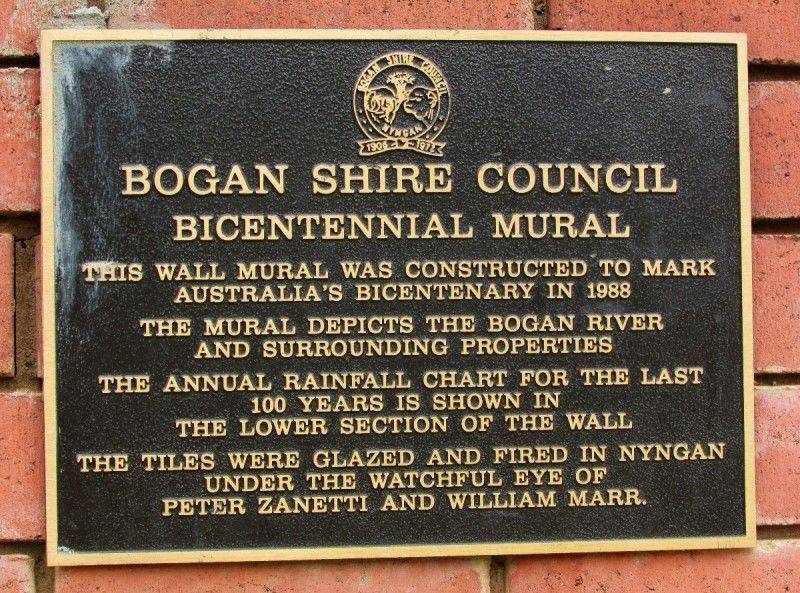 BOGAN SHIRE COUNCIL
NYNGAN
1906 1973
BOGAN SHIRE COUNCIL
BICENTENNIAL MURAL
THIS WALL MURAL WAS CONSTRUCTED TO MARK
AUSTRALIA'S BICENTENARY IN 1988
THE MURAL DEPICTS THE BOGAN RIVER
AND SURROUNDING PROPERTIES
THE ANNUAL RAINFALL CHART FOR THE LAST
100 YEARS IS SHOWN IN
THE LOWER SECTION OF THE WALL
THE TILES WERE GLAZED AND FIRED IN NYNGAN
UNDER THE WATCHFUL EYE OF
PETER ZANETTI AND WILLIAM MARR.